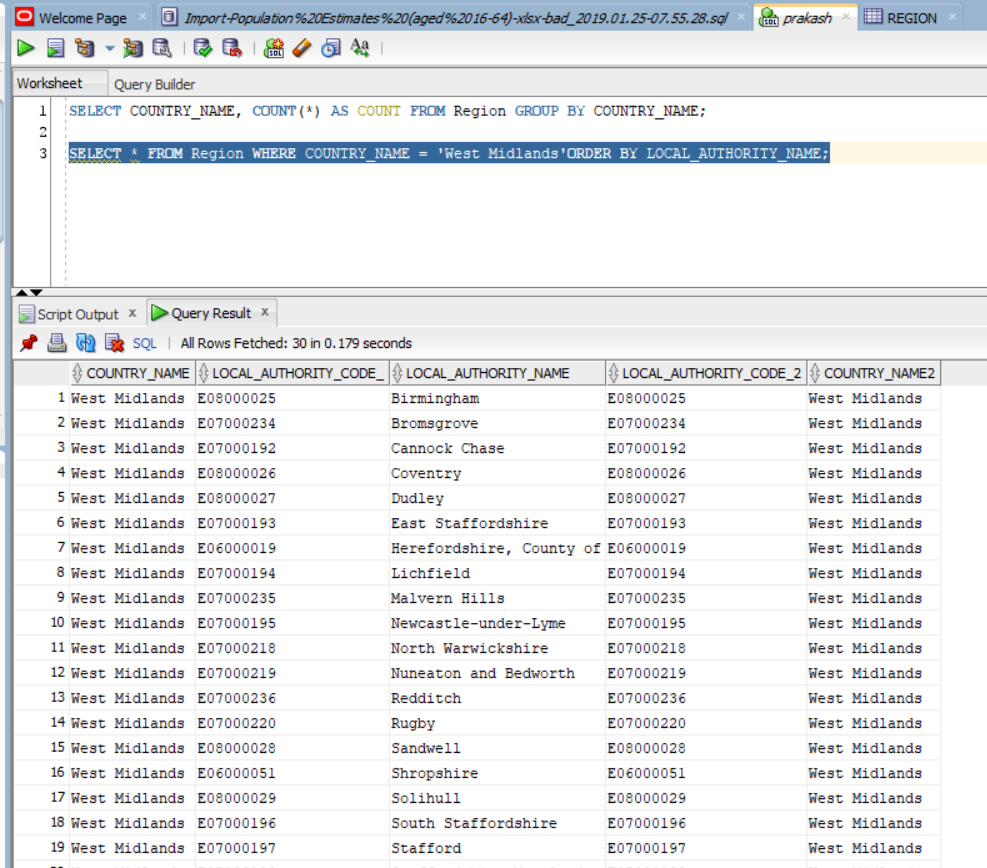 Welcome Page × Import-Population%20Estimates%20(aged%2016-64)-xlsx-bad_2019.01.25-07.55.28.sql × prakash × REGION ×
SQL Aa
Worksheet Query Builder
1 SELECT COUNTRY_NAME, COUNT(*) AS COUNT FROM Region GROUP BY COUNTRY_NAME;
2
3 SELECT * FROM Region WHERE COUNTRY_NAME = 'West Midlands'ORDER BY LOCAL_AUTHORITY_NAME;
Script Output × Query Result ×
SQL | All Rows Fetched: 30 in 0.179 seconds
COUNTRY_NAME LOCAL_AUTHORITY_CODE_ LOCAL_AUTHORITY_NAME LOCAL_AUTHORITY_CODE_2 COUNTRY_NAME2
1 West Midlands E08000025 Birmingham E08000025 West Midlands
2 West Midlands E07000234 Bromsgrove E07000234 West Midlands
3 West Midlands E07000192 Cannock Chase E07000192 West Midlands
4 West Midlands E08000026 Coventry E08000026 West Midlands
5 West Midlands E08000027 Dudley E08000027 West Midlands
6 West Midlands E07000193 East Staffordshire E07000193 West Midlands
7 West Midlands E06000019 Herefordshire, County of E06000019 West Midlands
8 West Midlands E07000194 Lichfield E07000194 West Midlands
9 West Midlands E07000235 Malvern Hills E07000235 West Midlands
10 West Midlands E07000195 Newcastle-under-Lyme E07000195 West Midlands
11 West Midlands E07000218 North Warwickshire E07000218 West Midlands
12 West Midlands E07000219 Nuneaton and Bedworth E07000219 West Midlands
13 West Midlands E07000236 Redditch E07000236 West Midlands
14 West Midlands E07000220 Rugby E07000220 West Midlands
15 West Midlands E08000028 Sandwell E08000028 West Midlands
16 West Midlands E06000051 Shropshire E06000051 West Midlands
17 West Midlands E08000029 Solihull E08000029 West Midlands
18 West Midlands E07000196 South Staffordshire E07000196 West Midlands
19 West Midlands E07000197 Stafford E07000197 West Midlands